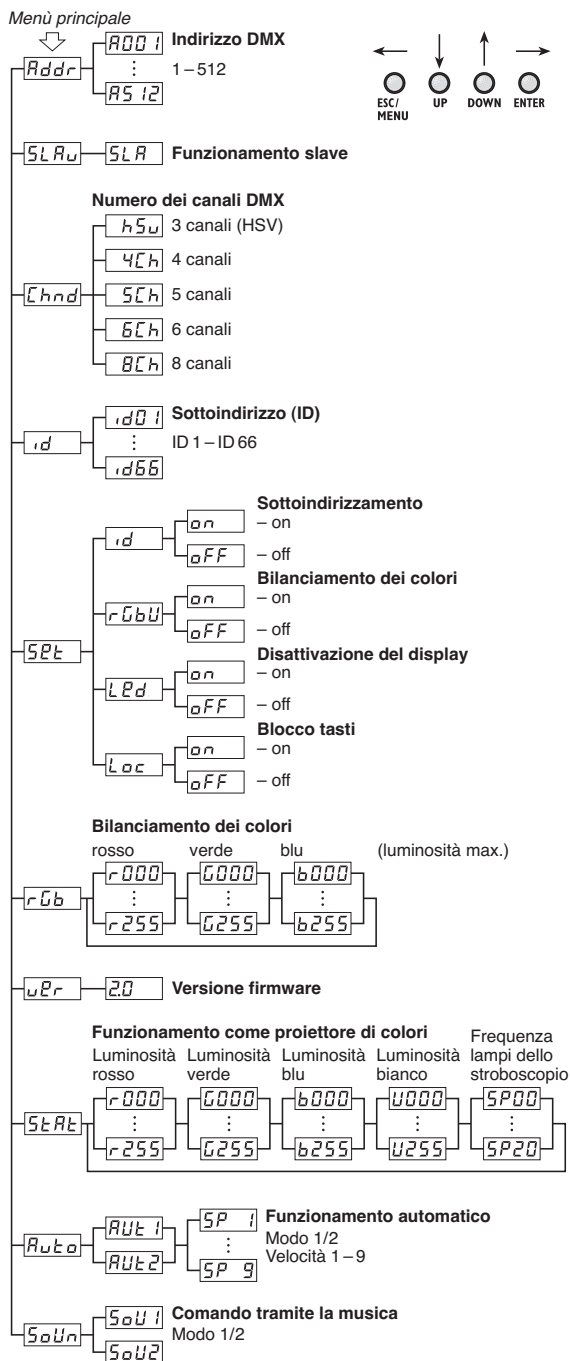 Menù principale
Addr
A001 Indirizzo DMX
⋮ 1–512
A512
ESC/MENU UP DOWN ENTER
SLAv SLA Funzionamento slave
Numero dei canali DMX
Chnd
hSv 3 canali (HSV)
4Ch 4 canali
5Ch 5 canali
6Ch 6 canali
8Ch 8 canali
id
id01 Sottoindirizzo (ID)
⋮ ID 1–ID 66
id66
Set
Sottoindirizzamento
id
on – on
oFF – off
Bilanciamento dei colori
rGbU
on – on
oFF – off
Disattivazione del display
Led
on – on
oFF – off
Blocco tasti
Loc
on – on
oFF – off
Bilanciamento dei colori
rosso verde blu (luminosità max.)
rGb
r000 G000 b000
⋮ ⋮ ⋮
r255 G255 b255
ver 2.0 Versione firmware
Funzionamento come proiettore di colori
Luminosità rosso
Luminosità verde
Luminosità blu
Luminosità bianco
Frequenza lampi dello stroboscopio
StAt
r000 G000 b000 U000 SP00
⋮ ⋮ ⋮ ⋮ ⋮
r255 G255 b255 U255 SP20
Auto
AUt1 SP 1 Funzionamento automatico
Modo 1/2
⋮
AUt2 SP 9 Velocità 1–9
SoUn
SoU1 Comando tramite la musica
Modo 1/2
SoU2